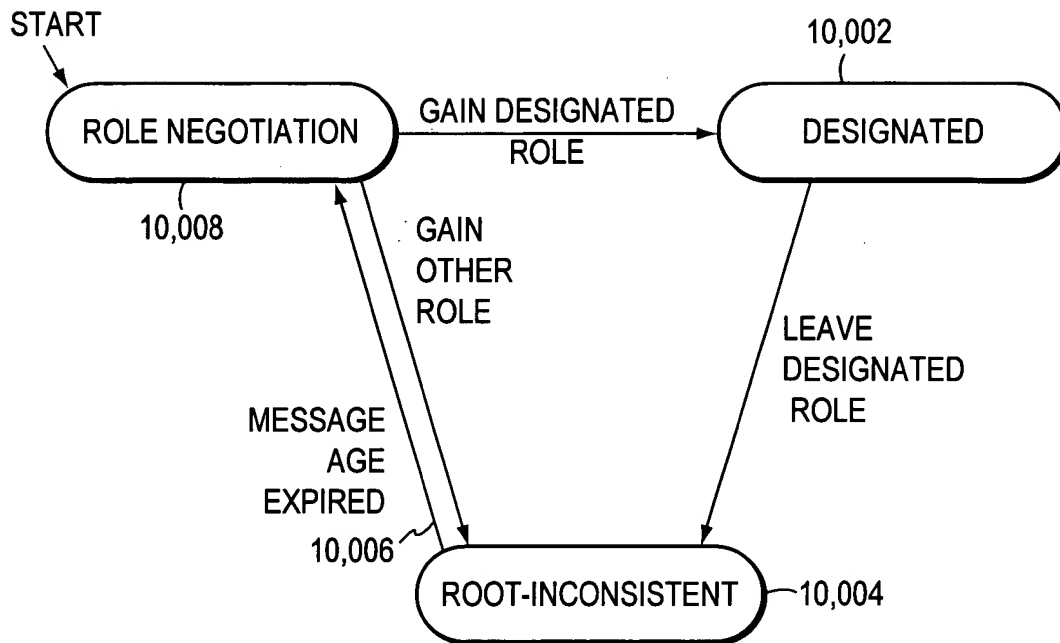 START
10,002
ROLE NEGOTIATION
GAIN DESIGNATED
ROLE
DESIGNATED
10,008
GAIN
OTHER
ROLE
LEAVE
DESIGNATED
ROLE
MESSAGE
AGE
EXPIRED
10,006
ROOT-INCONSISTENT
10,004